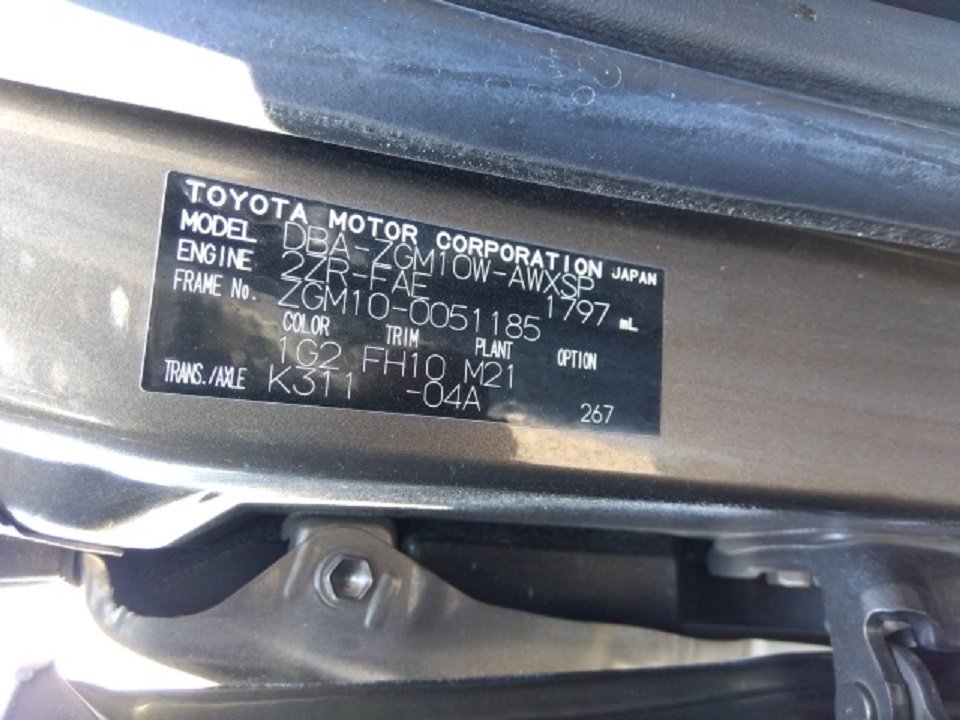 TOYOTA MOTOR CORPORATION JAPAN
MODEL DBA-ZGM10W-AWXSP
ENGINE 2ZR-FAE 1797 mL
FRAME No. ZGM10-0051185
COLOR TRIM PLANT OPTION
1G2 FH10 M21
TRANS./AXLE K311 -04A 267